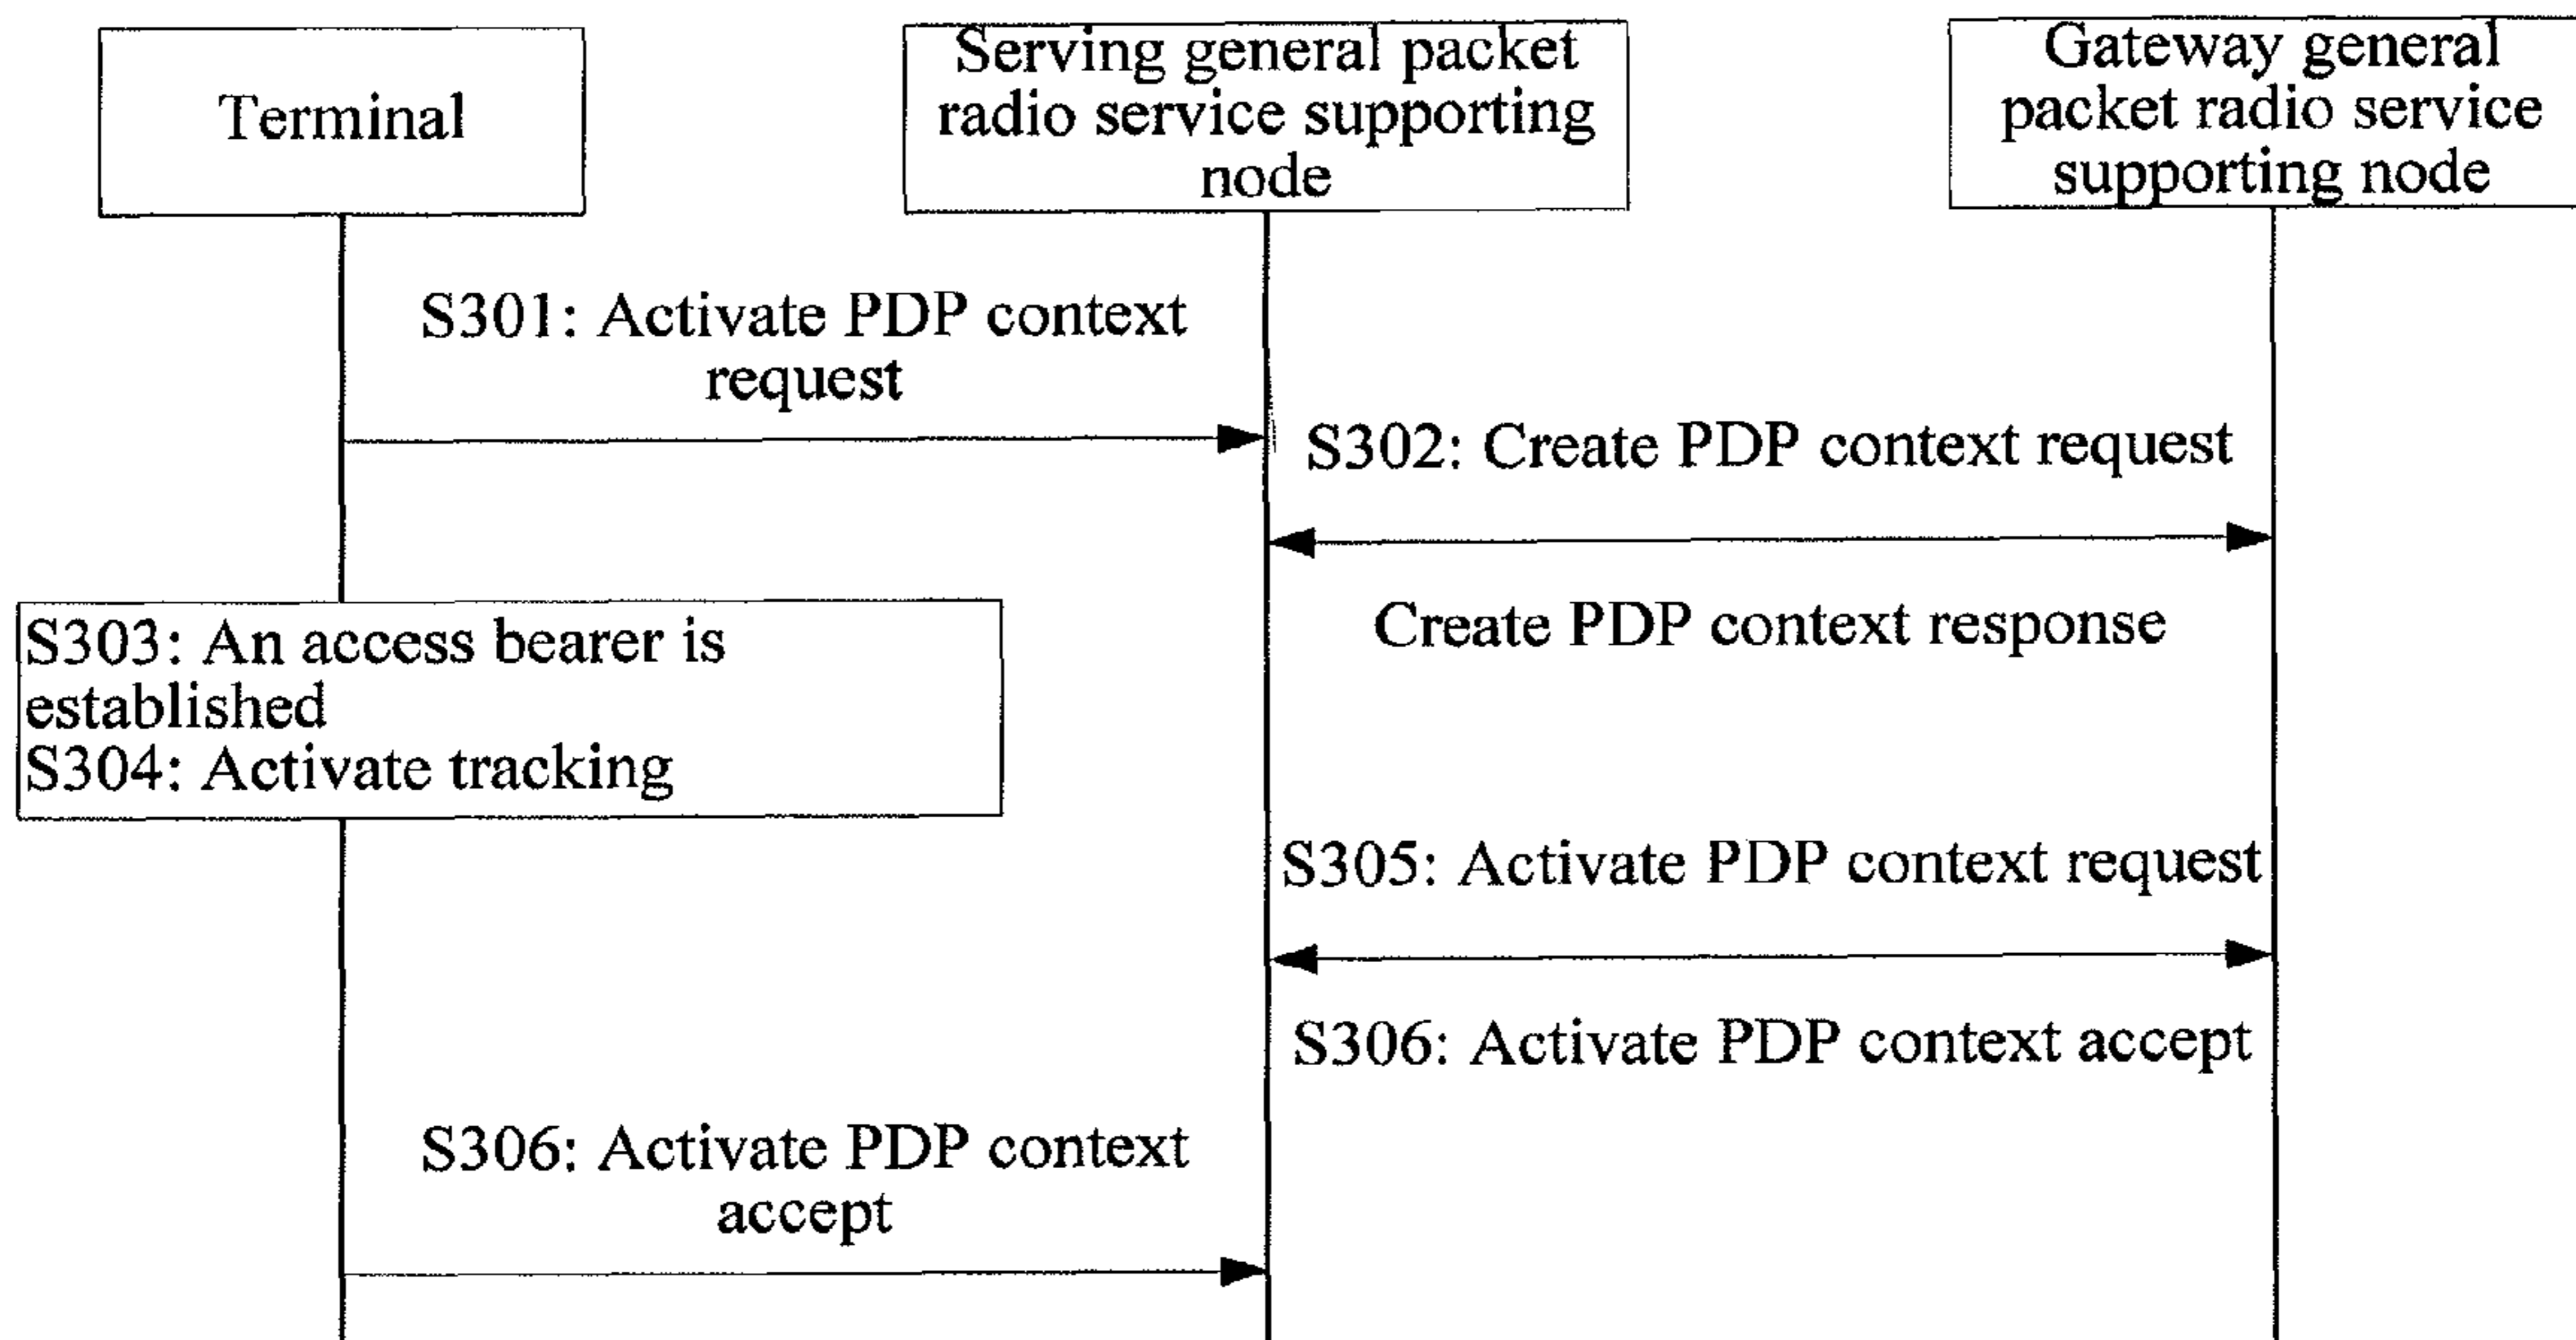 Terminal
Serving general packet
radio service supporting
node
Gateway general
packet radio service
supporting node
S301: Activate PDP context
request
S302: Create PDP context request
Create PDP context response
S303: An access bearer is
established
S304: Activate tracking
S305: Activate PDP context request
S306: Activate PDP context accept
S306: Activate PDP context
accept